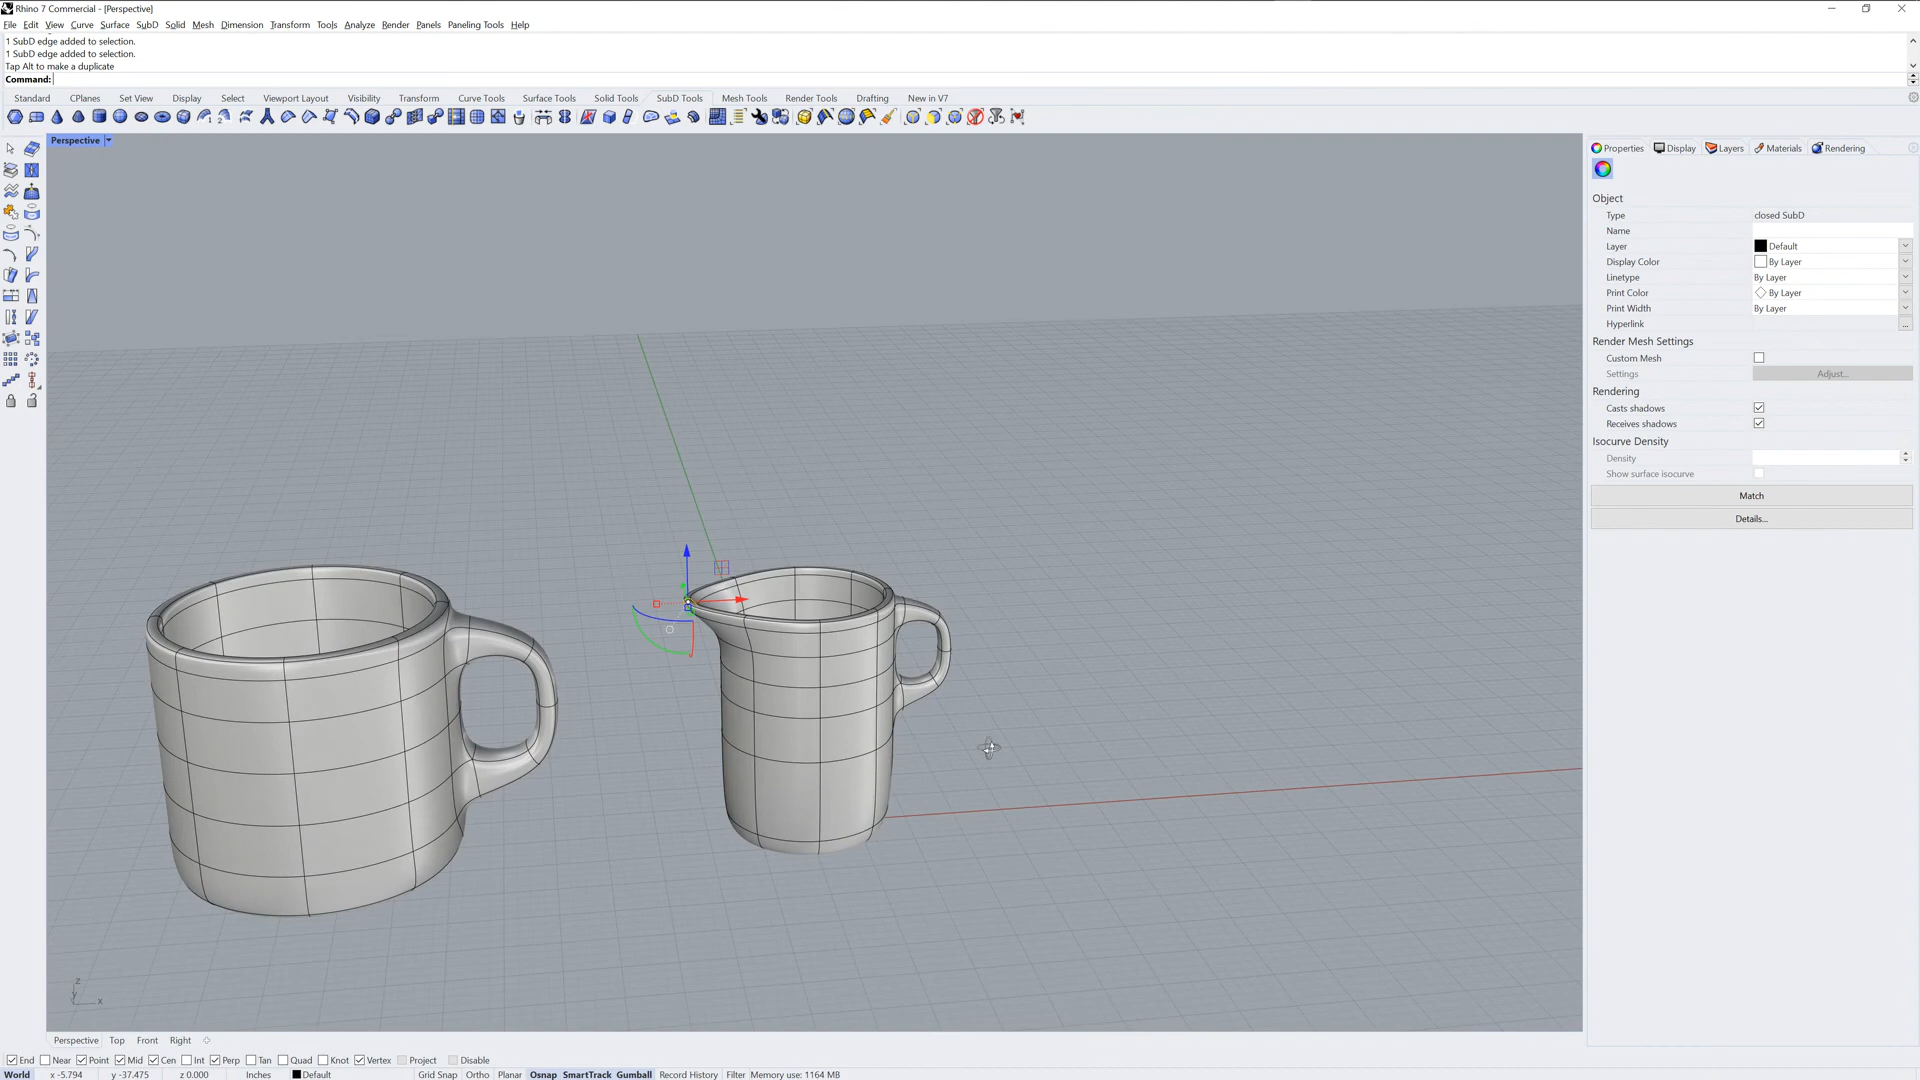 Rhino 7 Commercial - [Perspective]
File Edit View Curve Surface SubD Solid Mesh Dimension Transform Tools Analyze Render Panels Paneling Tools Help
1 SubD edge added to selection.
1 SubD edge added to selection.
Tap Alt to make a duplicate
Command:
Standard CPlanes Set View Display Select Viewport Layout Visibility Transform Curve Tools Surface Tools Solid Tools SubD Tools Mesh Tools Render Tools Drafting New in V7
Perspective
Properties Display Layers Materials Rendering
Object
Type closed SubD
Name
Layer Default
Display Color By Layer
Linetype By Layer
Print Color By Layer
Print Width By Layer
Hyperlink ...
Render Mesh Settings
Custom Mesh
Settings Adjust...
Rendering
Casts shadows
Receives shadows
Isocurve Density
Density
Show surface isocurve
Match
Details...
z
y x
Perspective Top Front Right
End Near Point Mid Cen Int Perp Tan Quad Knot Vertex Project Disable
World x -5.794 y -37.475 z 0.000 Inches Default Grid Snap Ortho Planar Osnap SmartTrack Gumball Record History Filter Memory use: 1164 MB